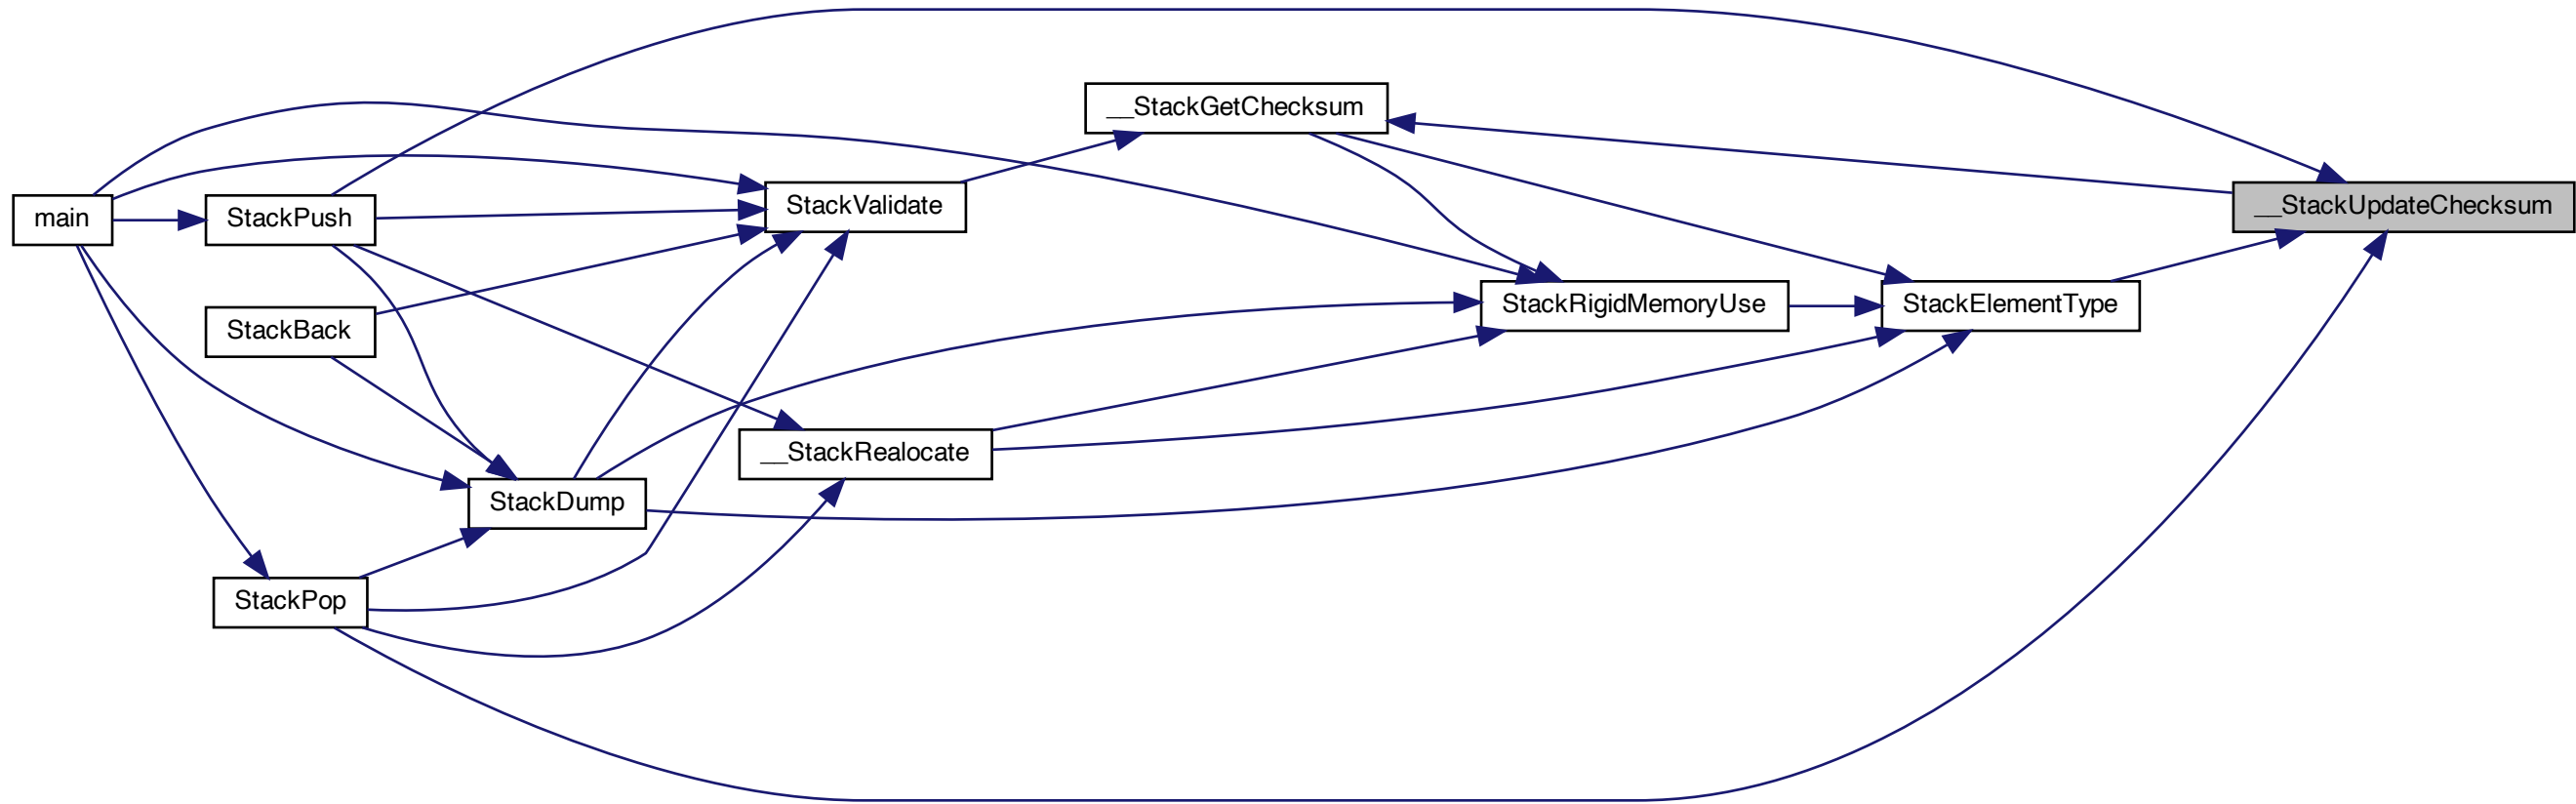 __StackGetChecksum
main
StackPush
StackValidate
__StackUpdateChecksum
StackBack
StackRigidMemoryUse
StackElementType
__StackRealocate
StackDump
StackPop